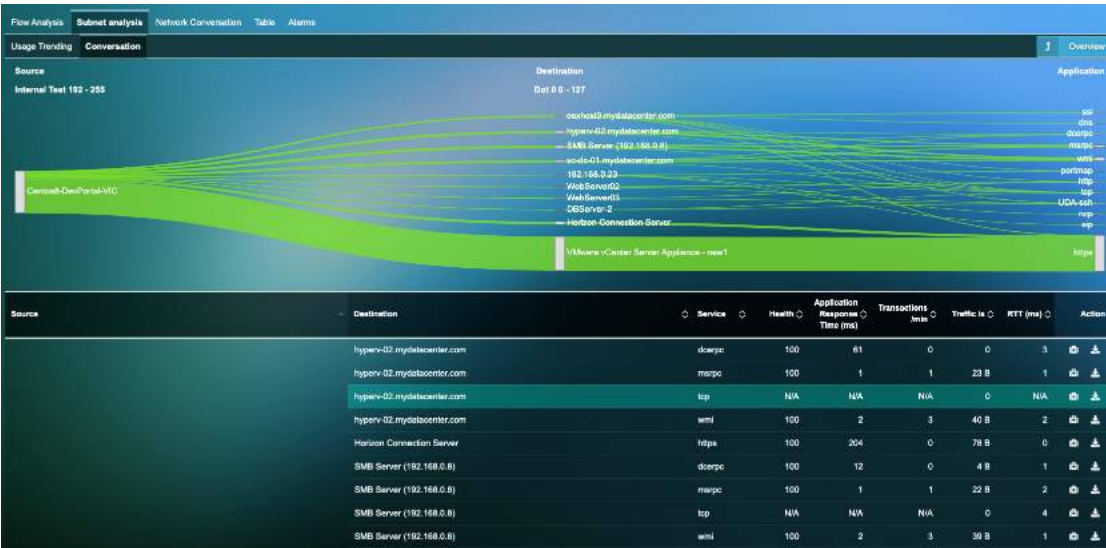 Flow Analysis Subnet analysis Network Conversation Table Alarms
Usage Trending Conversation Overview
Source Destination Application
Internal Test 192 - 255 Dot 0 0 - 127
esxhost3.mydatacenter.com
hyperv-02.mydatacenter.com
SMB Server (192.168.0.8)
sc-dc-01.mydatacenter.com
192.168.0.23
WebServer02
WebServer03
DBServer-2
Horizon Connection Server
VMware vCenter Server Appliance - new1
Centos8-DevPortal-VIC
ssl
dns
dcerpc
msrpc
wmi
portmap
http
tcp
UDA-ssh
ncp
sip
https
Source Destination Service Health Application Response Time (ms) Transactions /min Traffic is RTT (ms) Action
hyperv-02.mydatacenter.com dcerpc 100 61 0 0 3
hyperv-02.mydatacenter.com msrpc 100 1 1 23 B 1
hyperv-02.mydatacenter.com tcp N/A N/A N/A 0 N/A
hyperv-02.mydatacenter.com wmi 100 2 3 40 B 2
Horizon Connection Server https 100 204 0 78 B 0
SMB Server (192.168.0.8) dcerpc 100 12 0 4 B 1
SMB Server (192.168.0.8) msrpc 100 1 1 22 B 2
SMB Server (192.168.0.8) tcp N/A N/A N/A 0 4
SMB Server (192.168.0.8) wmi 100 2 3 39 B 1